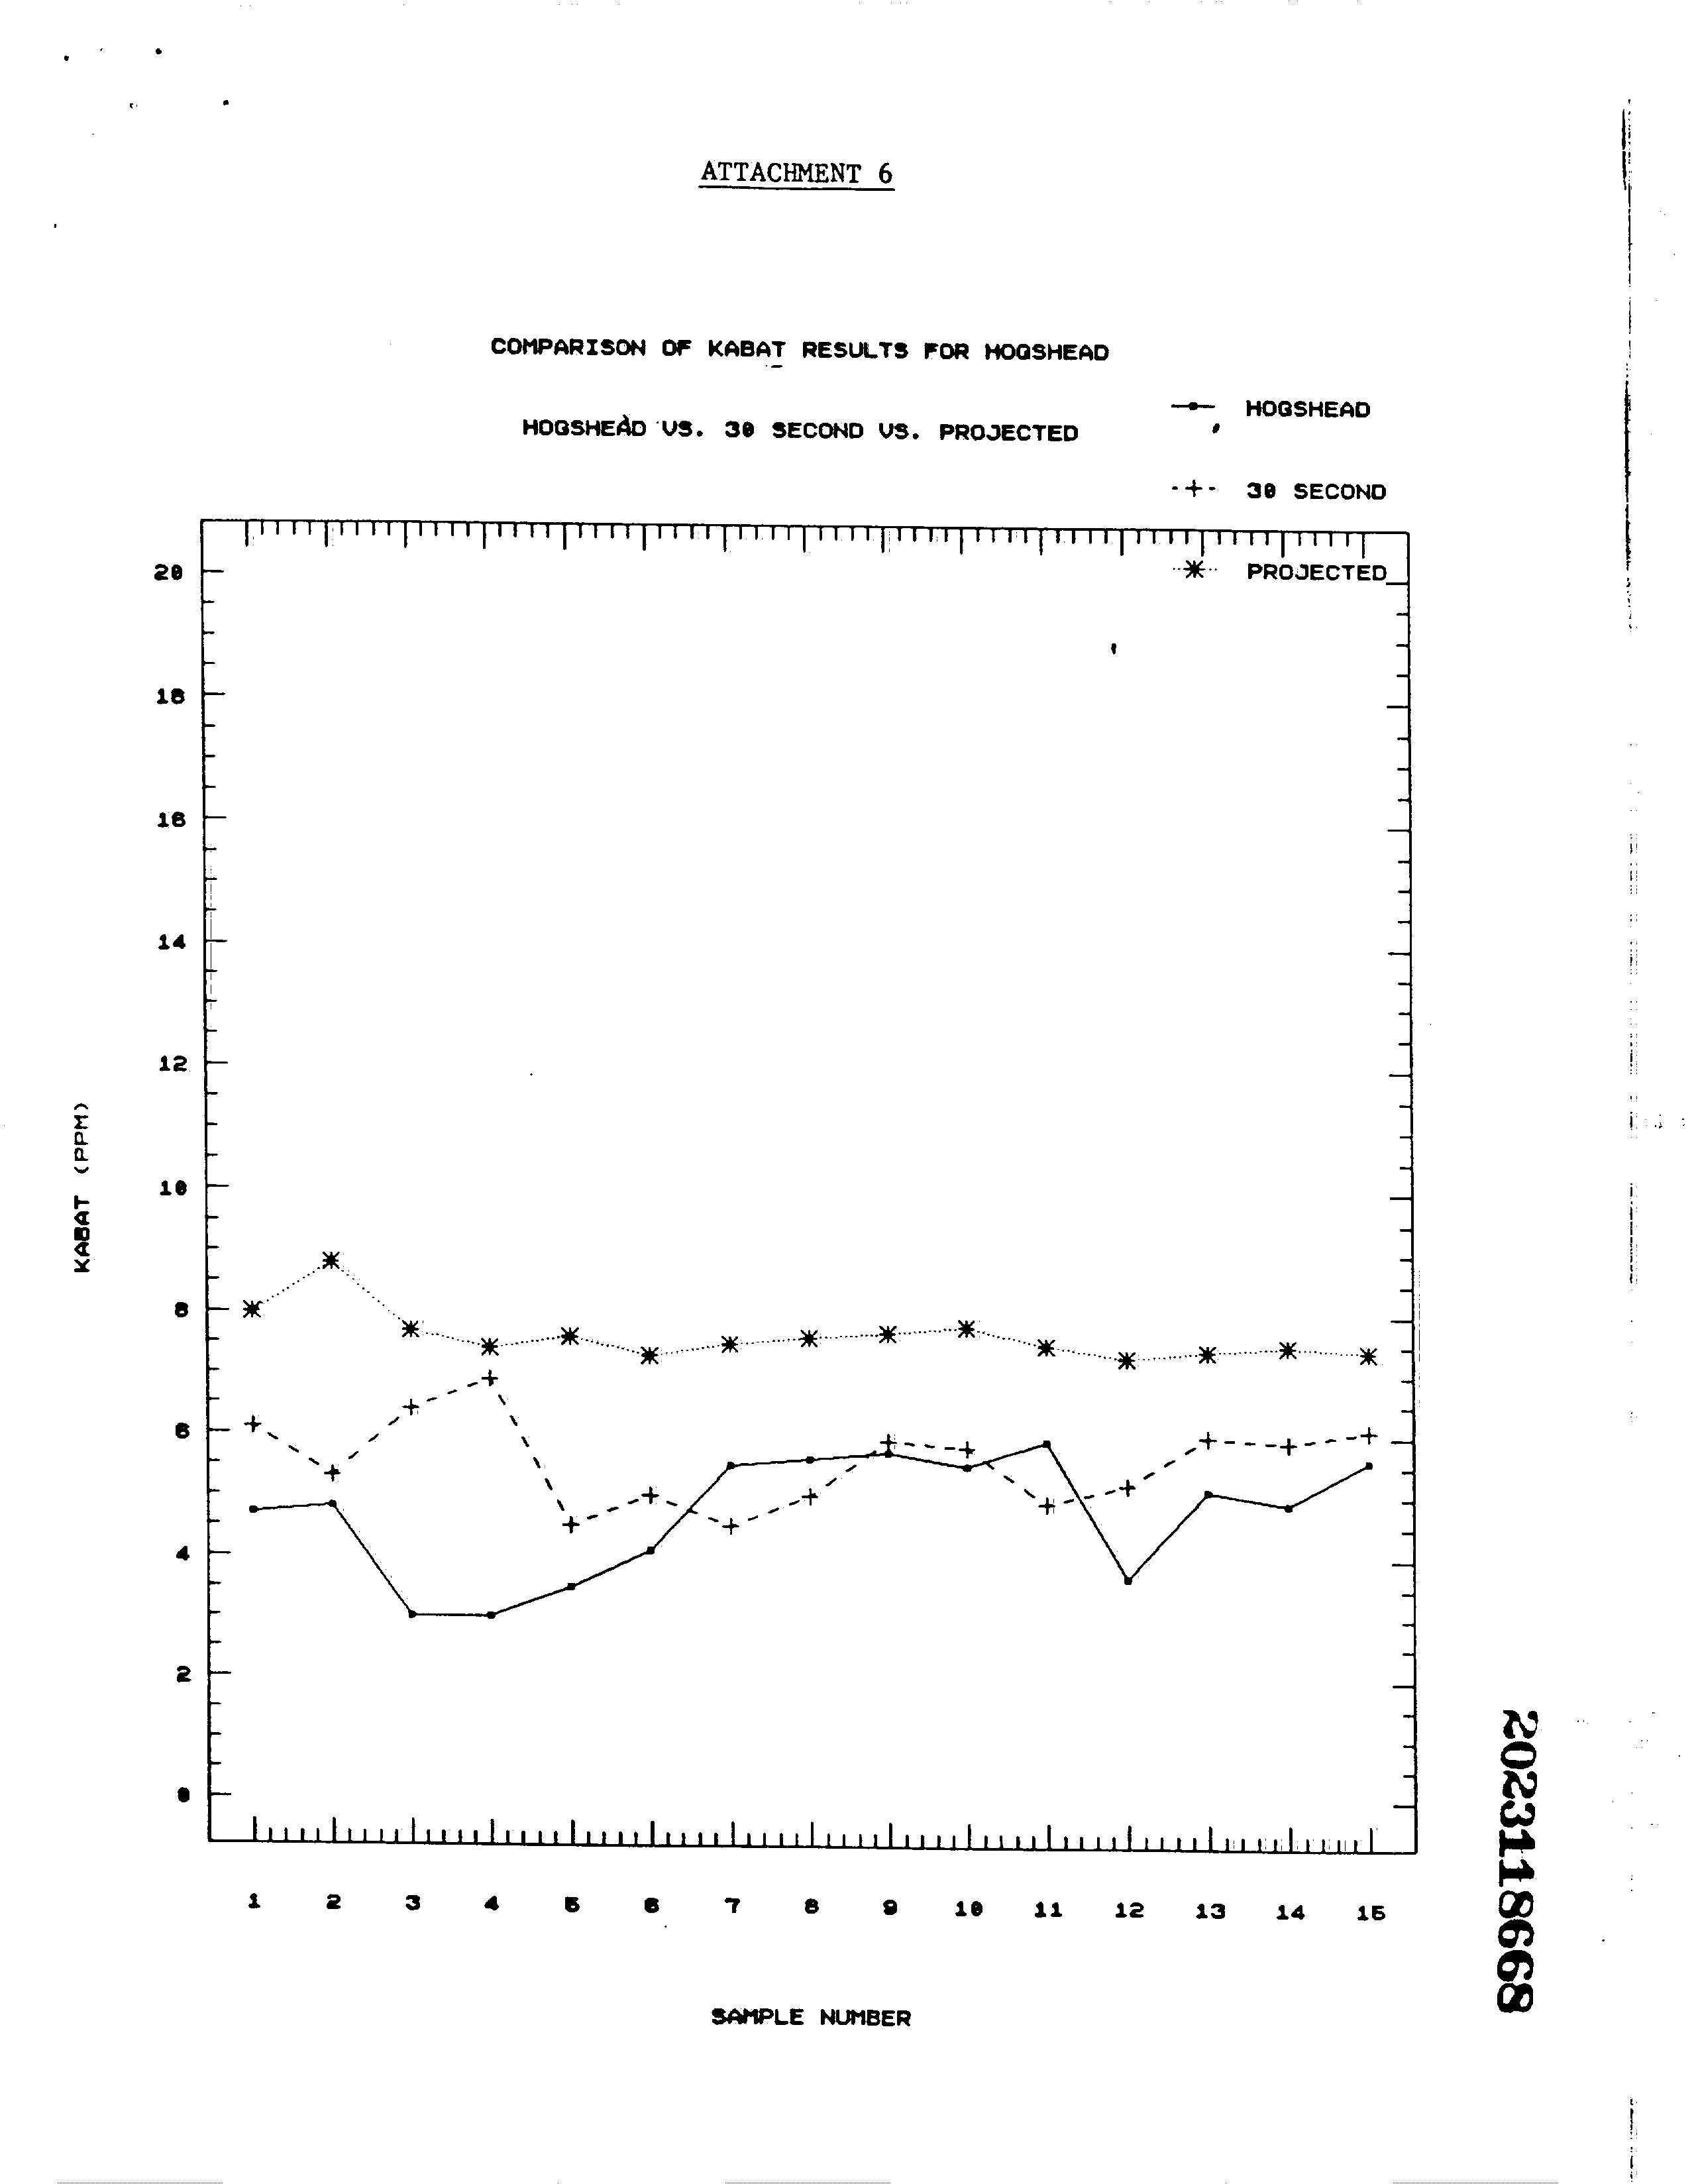 ATTACHMENT 6
COMPARISON OF KABAT RESULTS FOR HOGSHEAD
HOGSHEAD VS. 30 SECOND VS. PROJECTED
HOGSHEAD
30 SECOND
PROJECTED
20
18
16
14
12
10
8
6
4
2
0
KABAT (PPM)
1 2 3 4 5 6 7 8 9 10 11 12 13 14 15
SAMPLE NUMBER
2023118668